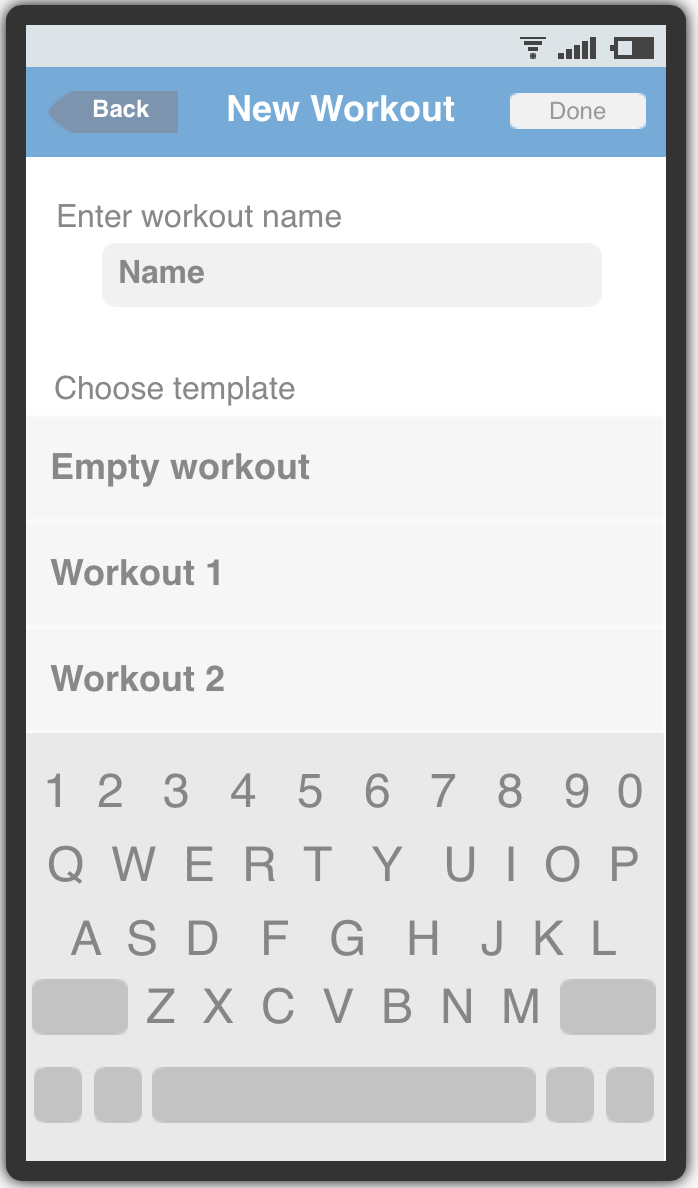 Back New Workout Done
Enter workout name
Name
Choose template
Empty workout
Workout 1
Workout 2
1 2 3 4 5 6 7 8 9 0
Q W E R T Y U I O P
A S D F G H J K L
Z X C V B N M